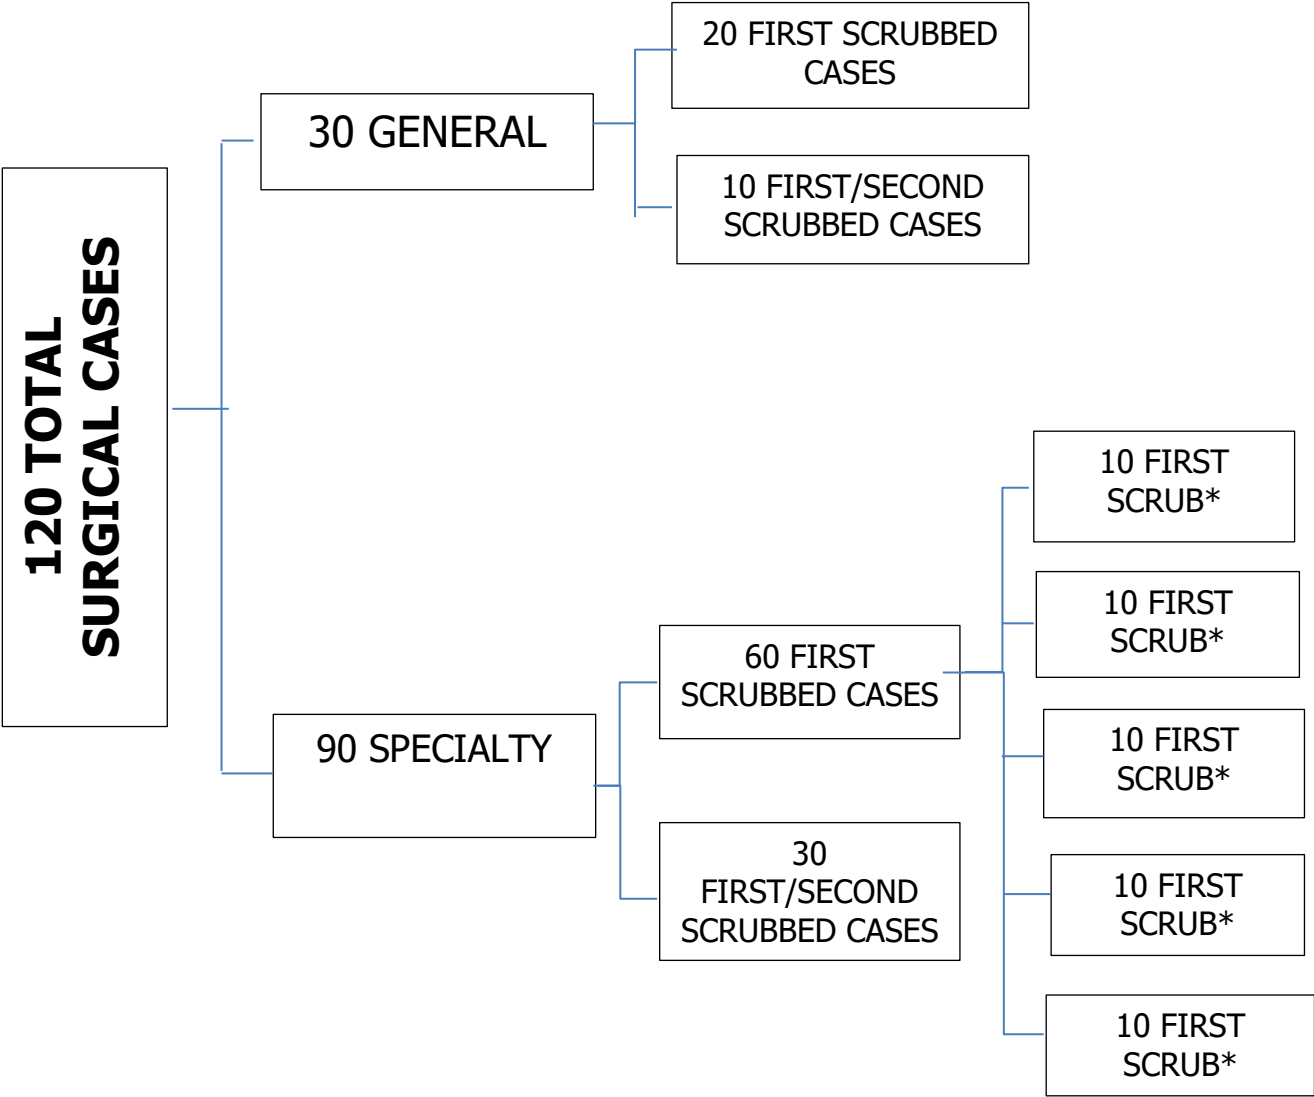 120 TOTAL
SURGICAL CASES
30 GENERAL
20 FIRST SCRUBBED
CASES
10 FIRST/SECOND
SCRUBBED CASES
90 SPECIALTY
60 FIRST
SCRUBBED CASES
30
FIRST/SECOND
SCRUBBED CASES
10 FIRST
SCRUB*
10 FIRST
SCRUB*
10 FIRST
SCRUB*
10 FIRST
SCRUB*
10 FIRST
SCRUB*